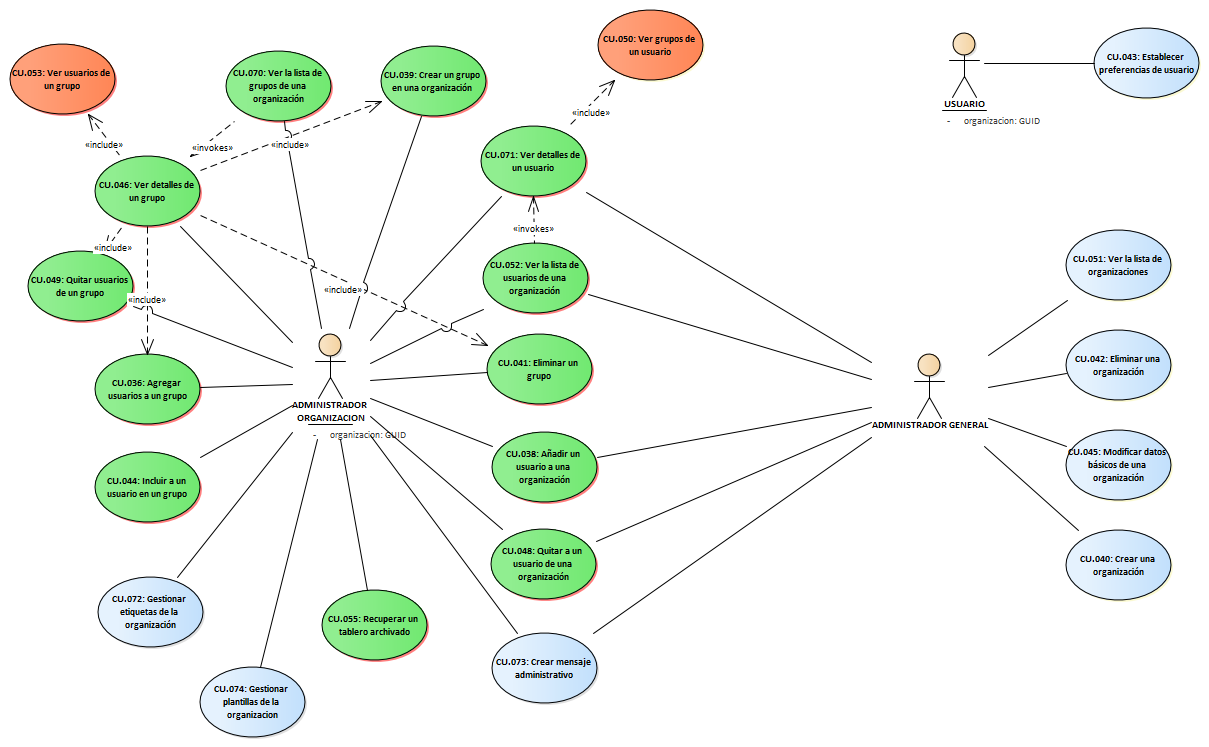 CU.053: Ver usuarios de
un grupo
CU.070: Ver la lista de
grupos de una
organización
CU.039: Crear un grupo
en una organización
CU.050: Ver grupos de
un usuario
USUARIO
- organizacion: GUID
CU.043: Establecer
preferencias de usuario
«include»
«invokes»
«include»
«include»
CU.046: Ver detalles de
un grupo
CU.071: Ver detalles de
un usuario
«invokes»
«include»
CU.049: Quitar usuarios
de un grupo
«include»
«include»
CU.052: Ver la lista de
usuarios de una
organización
CU.051: Ver la lista de
organizaciones
CU.036: Agregar
usuarios a un grupo
ADMINISTRADOR
ORGANIZACION
- organizacion: GUID
CU.041: Eliminar un
grupo
ADMINISTRADOR GENERAL
CU.042: Eliminar una
organización
CU.044: Incluir a un
usuario en un grupo
CU.038: Añadir un
usuario a una
organización
CU.045: Modificar datos
básicos de una
organización
CU.048: Quitar a un
usuario de una
organización
CU.040: Crear una
organización
CU.072: Gestionar
etiquetas de la
organización
CU.055: Recuperar un
tablero archivado
CU.073: Crear mensaje
administrativo
CU.074: Gestionar
plantillas de la
organizacion